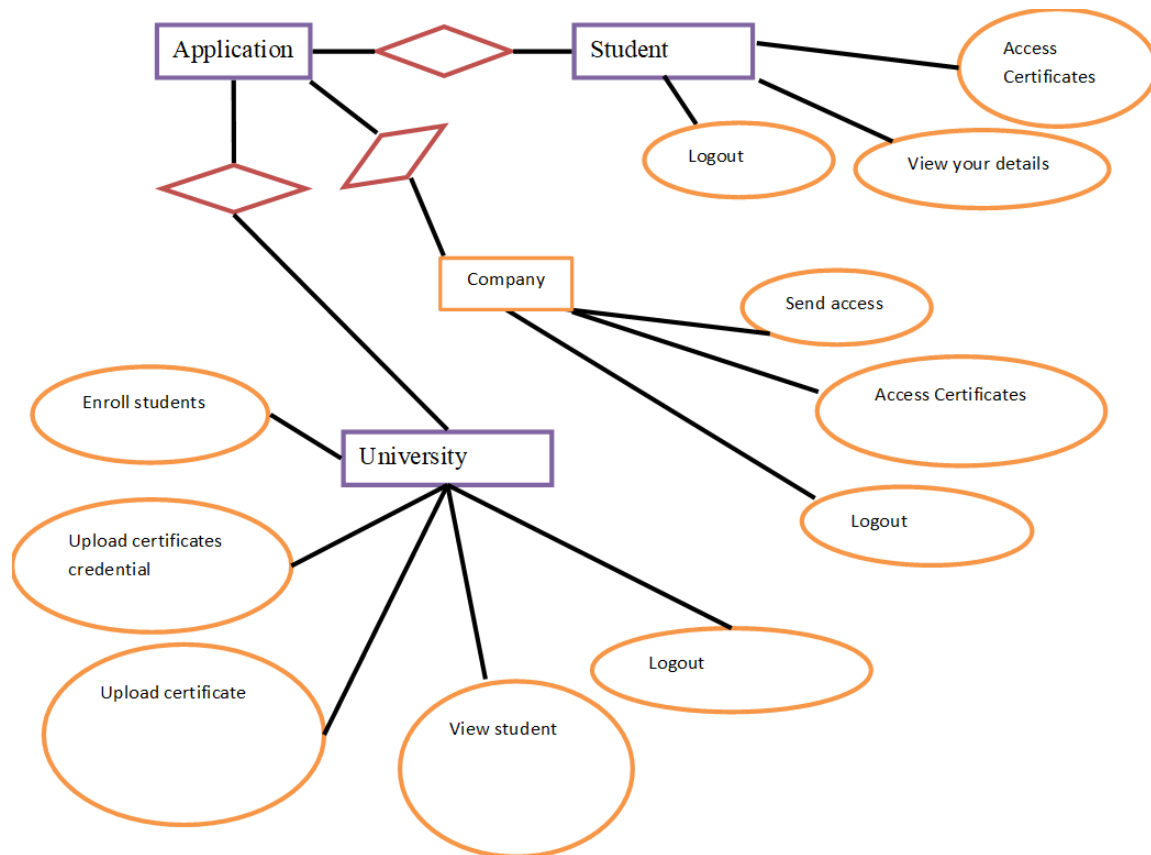 Application
Student
Access
Certificates
Logout
View your details
Company
Send access
Access Certificates
Enroll students
University
Logout
Upload certificates
credential
Logout
Upload certificate
View student